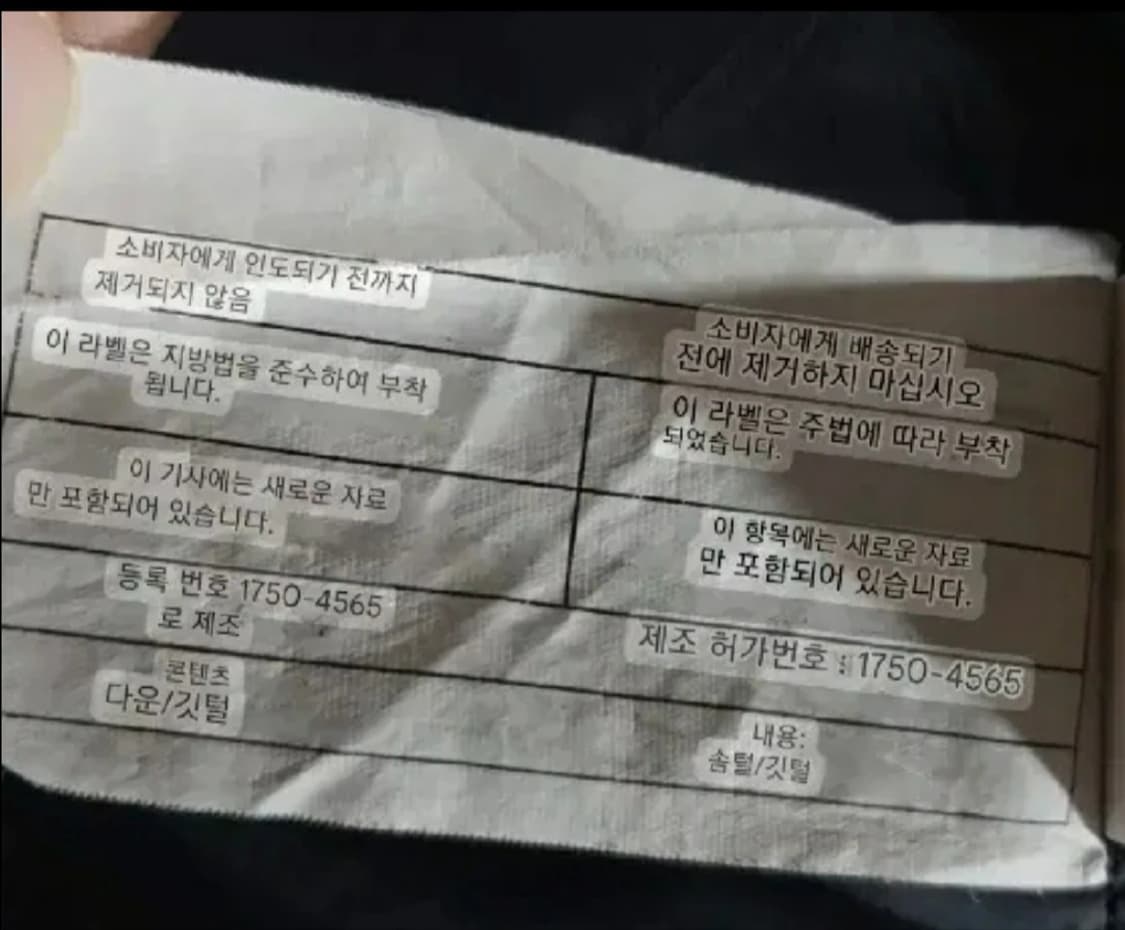 소비자에게 인도되기 전까지
제거되지 않음
이 라벨은 지방법을 준수하여 부착
됩니다.
이 기사에는 새로운 자료
만 포함되어 있습니다.
등록 번호 1750-4565
로 제조
콘텐츠
다운/깃털
소비자에게 배송되기
전에 제거하지 마십시오
이 라벨은 주법에 따라 부착
되었습니다.
이 항목에는 새로운 자료
만 포함되어 있습니다.
제조 허가번호 : 1750-4565
내용:
솜털/깃털